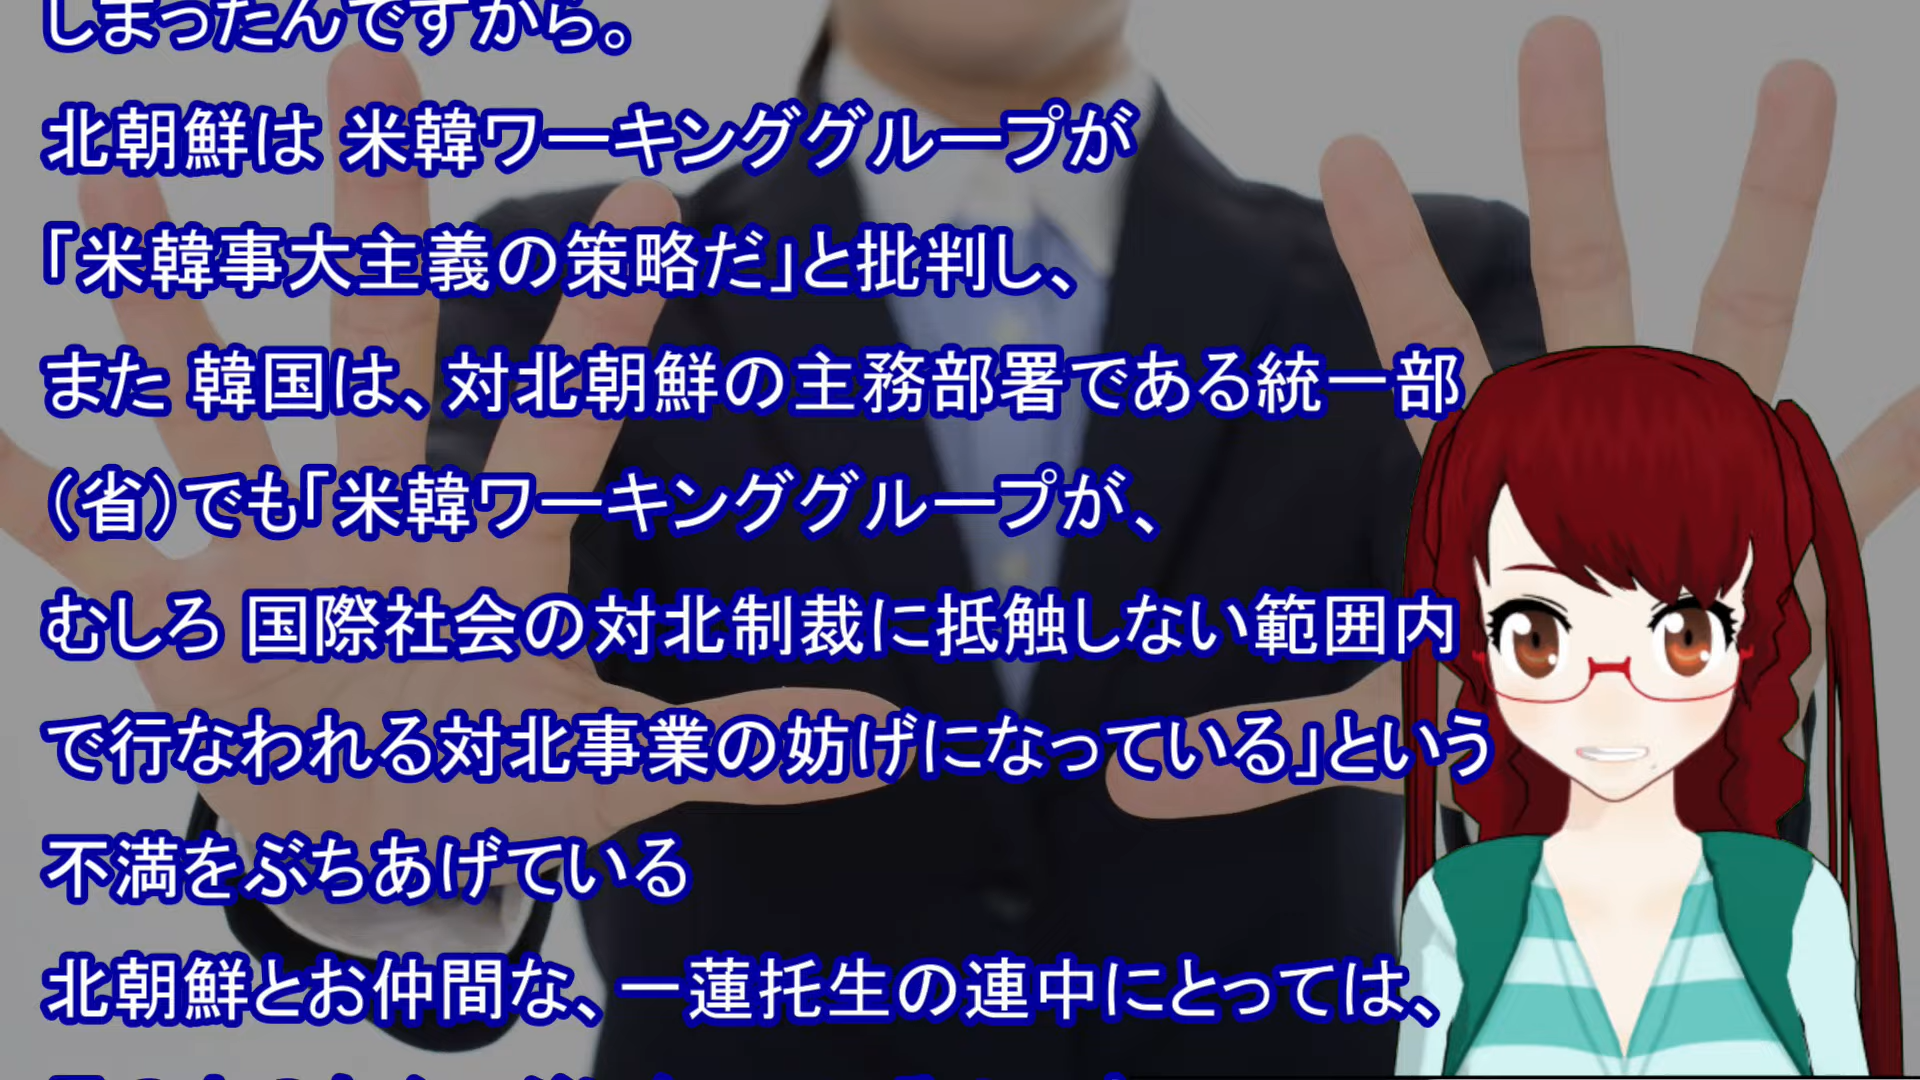 しまったんですから。
北朝鮮は 米韓ワーキンググループが
「米韓事大主義の策略だ」と批判し、
また 韓国は、対北朝鮮の主務部署である統一部
（省）でも「米韓ワーキンググループが、
むしろ 国際社会の対北制裁に抵触しない範囲内
で行なわれる対北事業の妨げになっている」という
不満をぶちあげている
北朝鮮とお仲間な、一蓮托生の連中にとっては、